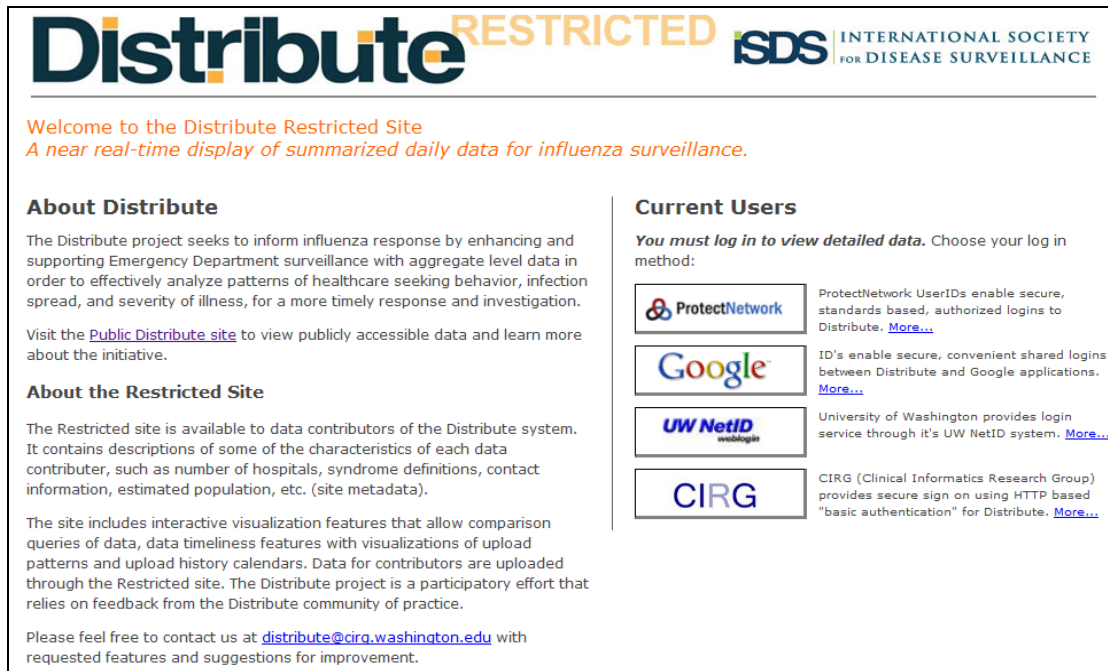 Distribute RESTRICTED
iSDS INTERNATIONAL SOCIETY
FOR DISEASE SURVEILLANCE
Welcome to the Distribute Restricted Site
A near real-time display of summarized daily data for influenza surveillance.
About Distribute
The Distribute project seeks to inform influenza response by enhancing and
supporting Emergency Department surveillance with aggregate level data in
order to effectively analyze patterns of healthcare seeking behavior, infection
spread, and severity of illness, for a more timely response and investigation.
Visit the Public Distribute site to view publicly accessible data and learn more
about the initiative.
About the Restricted Site
The Restricted site is available to data contributors of the Distribute system.
It contains descriptions of some of the characteristics of each data
contributer, such as number of hospitals, syndrome definitions, contact
information, estimated population, etc. (site metadata).
The site includes interactive visualization features that allow comparison
queries of data, data timeliness features with visualizations of upload
patterns and upload history calendars. Data for contributors are uploaded
through the Restricted site. The Distribute project is a participatory effort that
relies on feedback from the Distribute community of practice.
Please feel free to contact us at distribute@cirg.washington.edu with
requested features and suggestions for improvement.
Current Users
You must log in to view detailed data. Choose your log in
method:
ProtectNetwork
ProtectNetwork UserIDs enable secure,
standards based, authorized logins to
Distribute. More...
Google™
ID's enable secure, convenient shared logins
between Distribute and Google applications.
More...
UW NetID
weblogin
University of Washington provides login
service through it's UW NetID system. More...
CIRG
CIRG (Clinical Informatics Research Group)
provides secure sign on using HTTP based
"basic authentication" for Distribute. More...